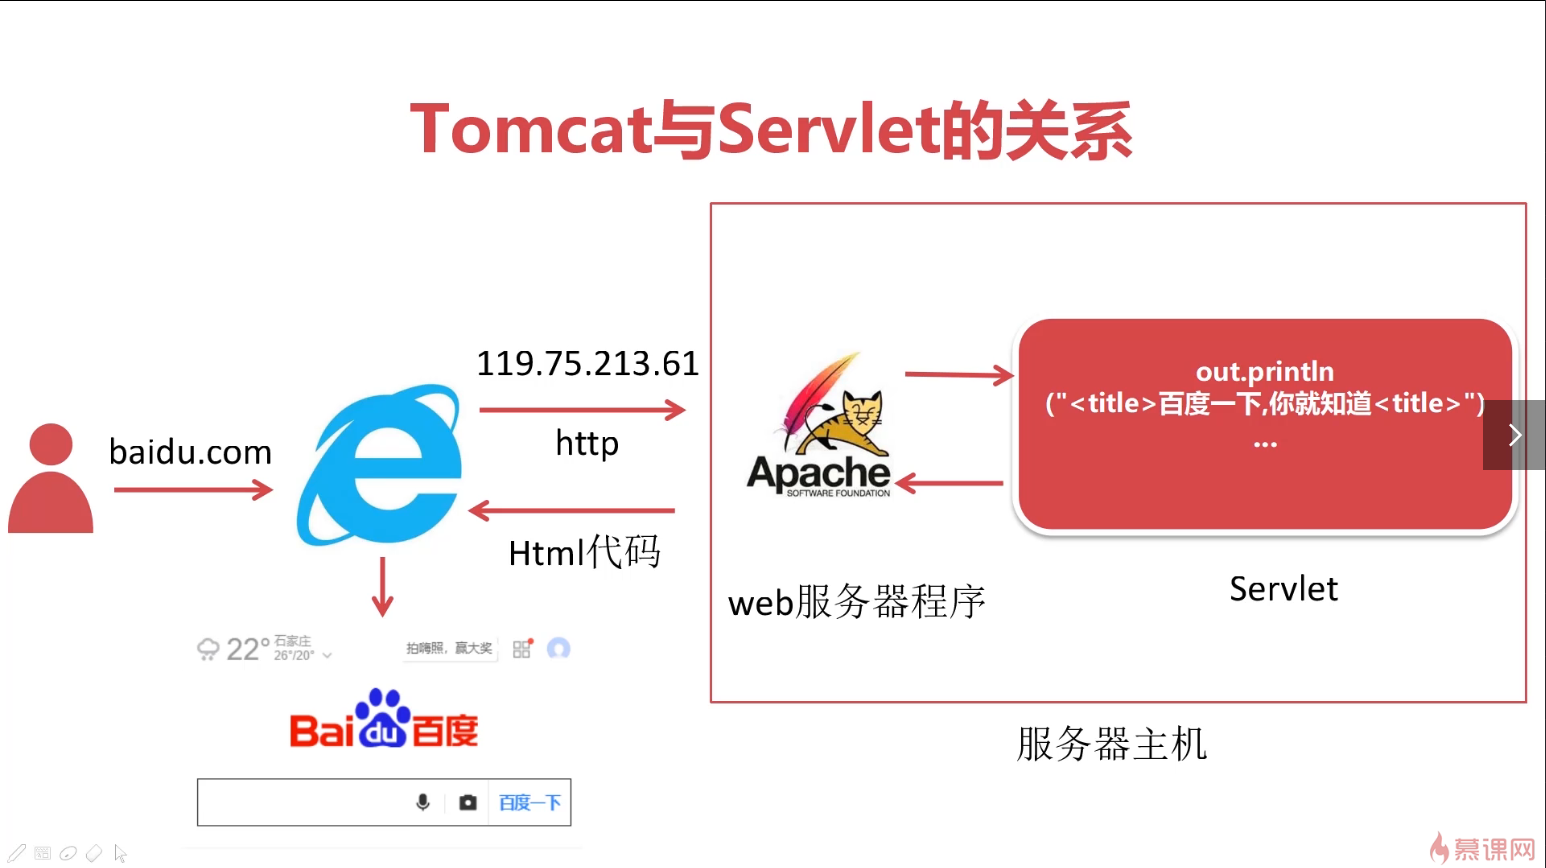 Tomcat与Servlet的关系
119.75.213.61
baidu.com
http
Html代码
out.println
("<title>百度一下,你就知道<title>")
...
Apache
SOFTWARE FOUNDATION
web服务器程序
Servlet
服务器主机
22°
石家庄
26°/20°
拍嗨照，赢大奖
Bai du 百度
百度一下
慕课网